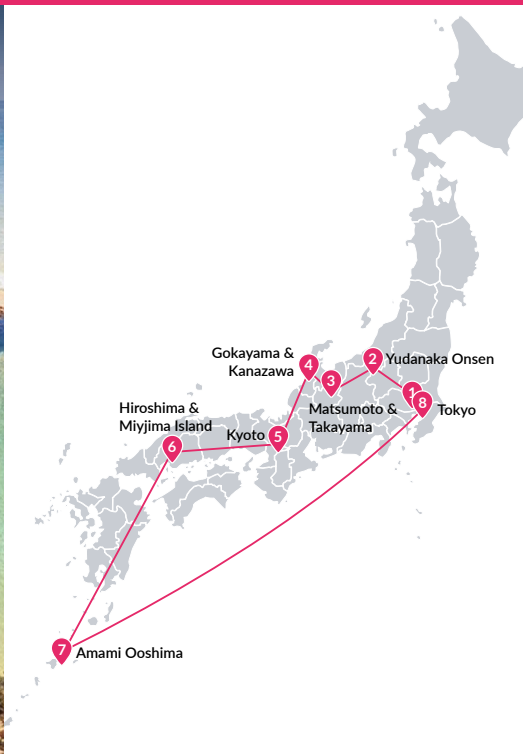 4
Gokayama &
Kanazawa
3
2
Yudanaka Onsen
1
8
Tokyo
Matsumoto &
Takayama
Hiroshima &
Miyjima Island
6
Kyoto
5
7
Amami Ooshima